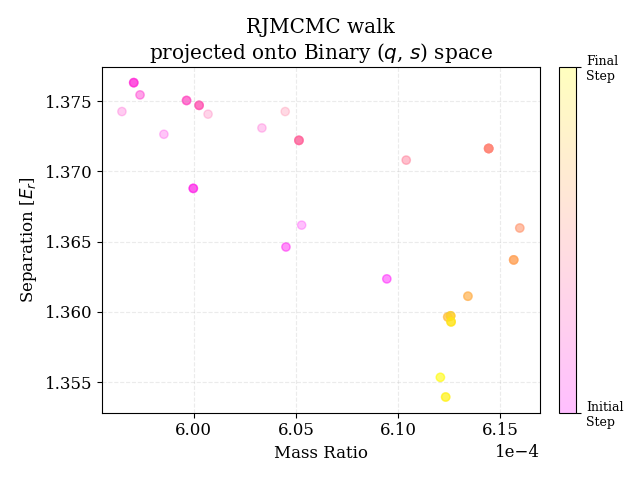 RJMCMC walk
projected onto Binary (q, s) space
Final
Step
1.375
1.370
1.365
1.360
1.355
Separation [E_r]
Initial
Step
6.00
6.05
6.10
6.15
1e−4
Mass Ratio